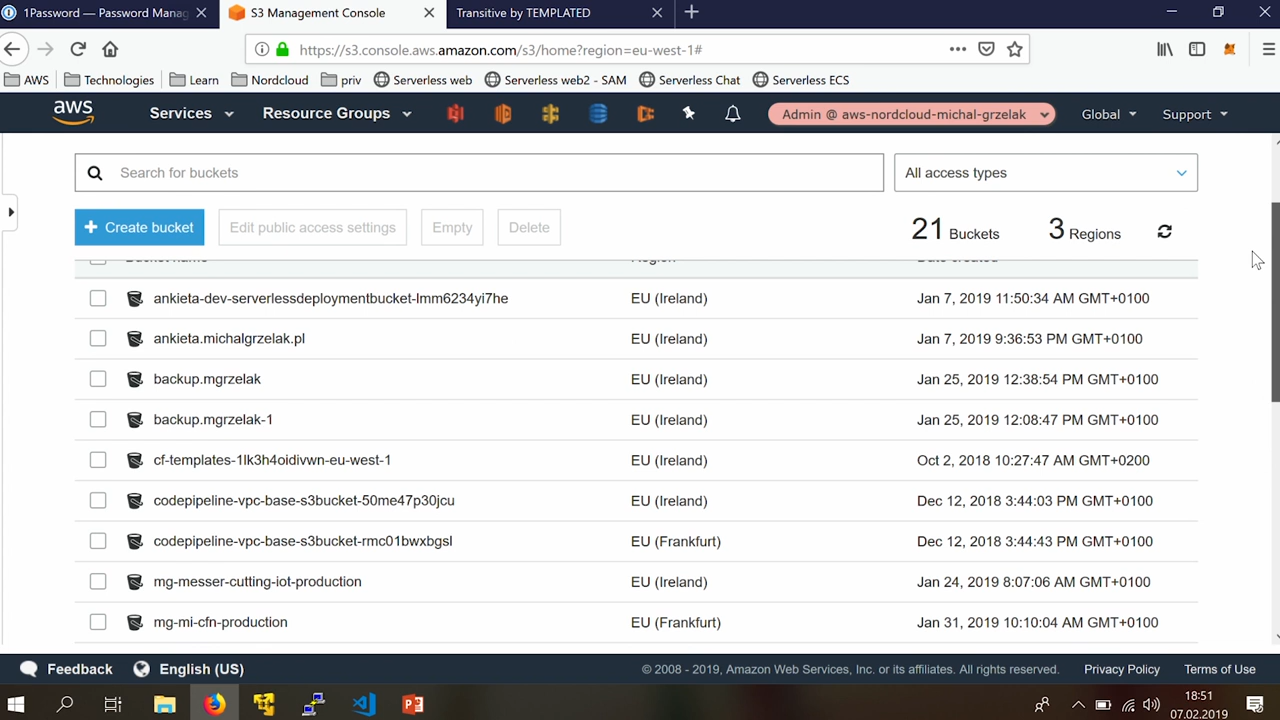 1Password — Password Manag
S3 Management Console
Transitive by TEMPLATED
https://s3.console.aws.amazon.com/s3/home?region=eu-west-1#
AWS
Technologies
Learn
Nordcloud
priv
Serverless web
Serverless web2 - SAM
Serverless Chat
Serverless ECS
aws
Services
Resource Groups
Admin @ aws-nordcloud-michal-grzelak
Global
Support
Search for buckets
All access types
Create bucket
Edit public access settings
Empty
Delete
21 Buckets
3 Regions
Bucket name Region Date created
ankieta-dev-serverlessdeploymentbucket-lmm6234yi7he EU (Ireland) Jan 7, 2019 11:50:34 AM GMT+0100
ankieta.michalgrzelak.pl EU (Ireland) Jan 7, 2019 9:36:53 PM GMT+0100
backup.mgrzelak EU (Ireland) Jan 25, 2019 12:38:54 PM GMT+0100
backup.mgrzelak-1 EU (Ireland) Jan 25, 2019 12:08:47 PM GMT+0100
cf-templates-1lk3h4oidivwn-eu-west-1 EU (Ireland) Oct 2, 2018 10:27:47 AM GMT+0200
codepipeline-vpc-base-s3bucket-50me47p30jcu EU (Ireland) Dec 12, 2018 3:44:03 PM GMT+0100
codepipeline-vpc-base-s3bucket-rmc01bwxbgsl EU (Frankfurt) Dec 12, 2018 3:44:43 PM GMT+0100
mg-messer-cutting-iot-production EU (Ireland) Jan 24, 2019 8:07:06 AM GMT+0100
mg-mi-cfn-production EU (Frankfurt) Jan 31, 2019 10:10:04 AM GMT+0100
Feedback
English (US)
© 2008 - 2019, Amazon Web Services, Inc. or its affiliates. All rights reserved.
Privacy Policy
Terms of Use
18:51
07.02.2019